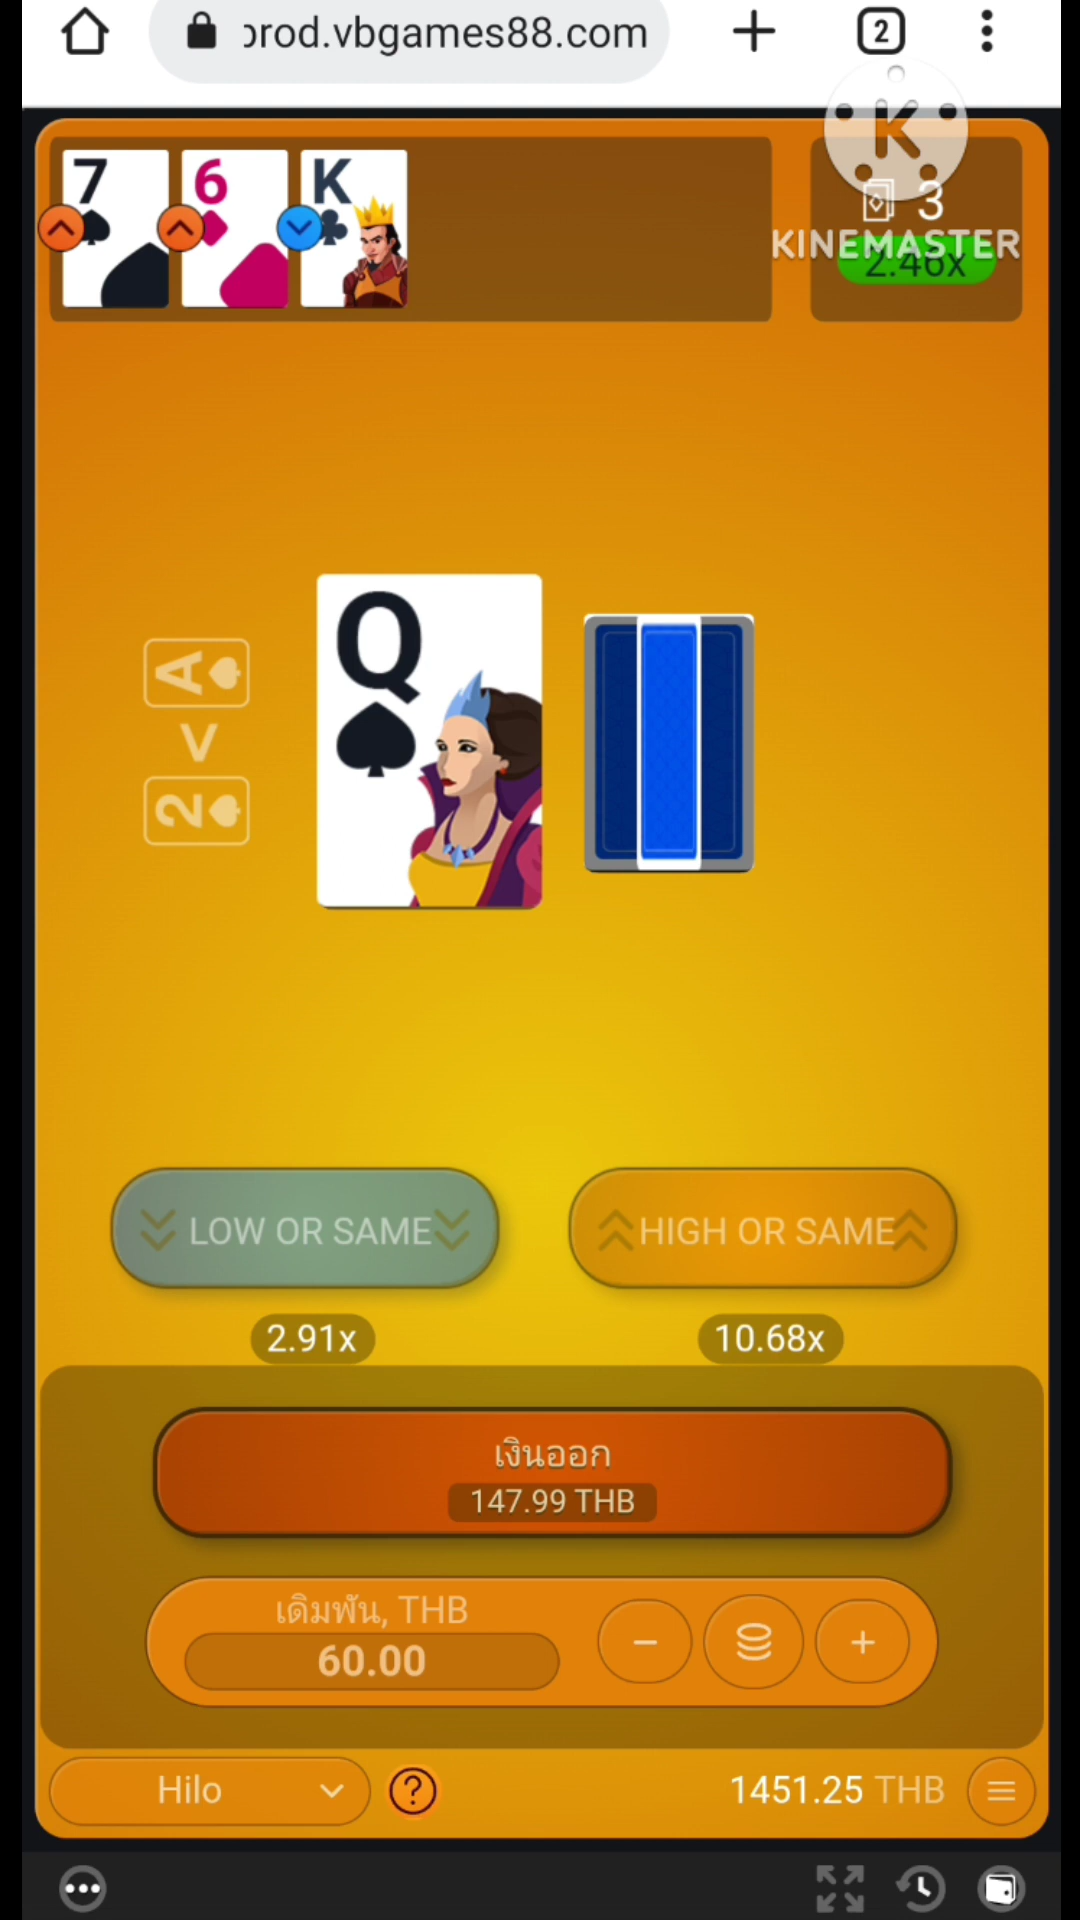 prod.vbgames88.com
2
K
7
6
K
3
KINEMASTER
2.46x
Q
A
<
2
LOW OR SAME
HIGH OR SAME
2.91x
10.68x
เงินออก
147.99 THB
เดิมพัน, THB
60.00
Hilo
?
1451.25 THB